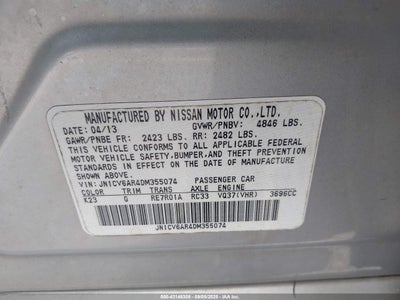 MANUFACTURED BY NISSAN MOTOR CO.,LTD.
DATE: 04/13 GVWR/PNBV: 4846 LBS.
GAWR/PNBE FR: 2423 LBS. RR: 2482 LBS.
THIS VEHICLE CONFORMS TO ALL APPLICABLE FEDERAL
MOTOR VEHICLE SAFETY,BUMPER,AND THEFT PREVENTION
STANDARDS IN EFFECT ON THE DATE OF MANUFACTURE
SHOWN ABOVE.
VIN:JN1CV6AR4DM355074 PASSENGER CAR
COLOR TRIM TRANS AXLE ENGINE
K23 Q RE7R01A RC33 VQ37(VHR) 3696CC
JN1CV6AR4DM355074